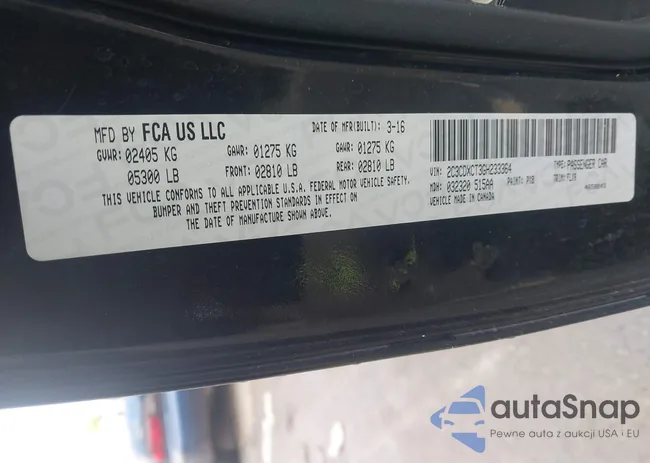 MFD BY FCA US LLC
DATE OF MFR(BUILT): 3-16
GVWR: 02405 KG GAWR: 01275 KG GAWR: 01275 KG
05300 LB FRONT: 02810 LB REAR: 02810 LB
THIS VEHICLE CONFORMS TO ALL APPLICABLE U.S.A. FEDERAL MOTOR VEHICLE SAFETY,
BUMPER AND THEFT PREVENTION STANDARDS IN EFFECT ON
THE DATE OF MANUFACTURE SHOWN ABOVE.
VIN: 2C3CDXCT3GH233364 TYPE: PASSENGER CAR
MDH: 032320 515AA PAINT: PXB TRIM: FLX9
VEHICLE MADE IN CANADA
autaSnap
Pewne auta z aukcji USA i EU